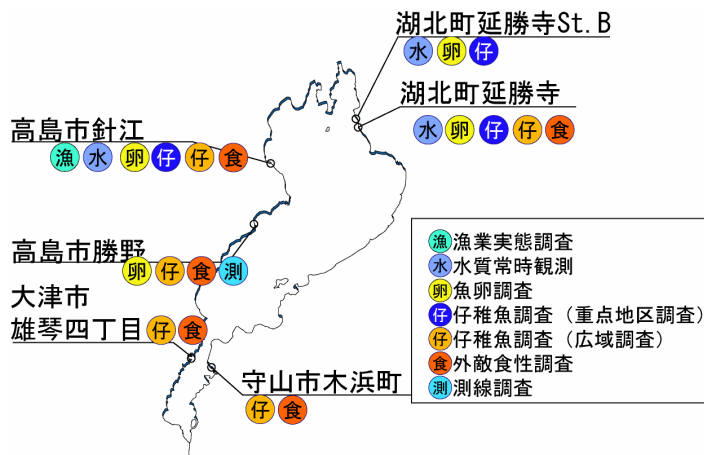 湖北町延勝寺St.B
水 卵 仔
湖北町延勝寺
水 卵 仔 仔 食
高島市針江
漁 水 卵 仔 仔 食
高島市勝野
卵 仔 食 測
大津市
雄琴四丁目
仔 食
守山市木浜町
仔 食
漁 漁業実態調査
水 水質常時観測
卵 魚卵調査
仔 仔稚魚調査（重点地区調査）
仔 仔稚魚調査（広域調査）
食 外敵食性調査
測 測線調査